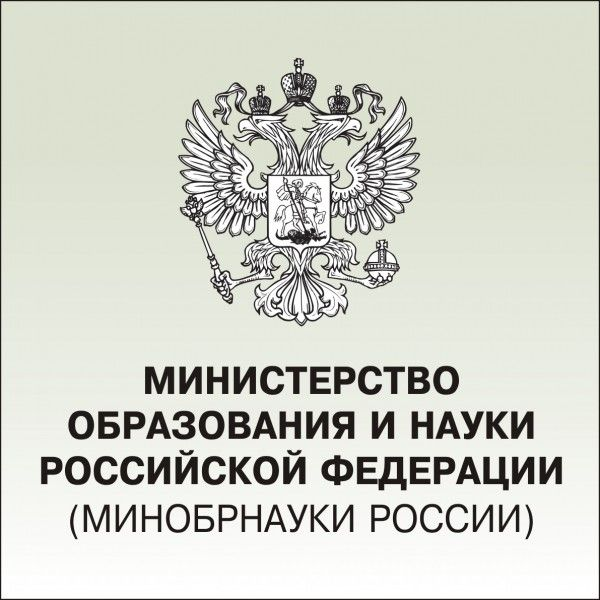 МИНИСТЕРСТВО
ОБРАЗОВАНИЯ И НАУКИ
РОССИЙСКОЙ ФЕДЕРАЦИИ
(МИНОБРНАУКИ РОССИИ)